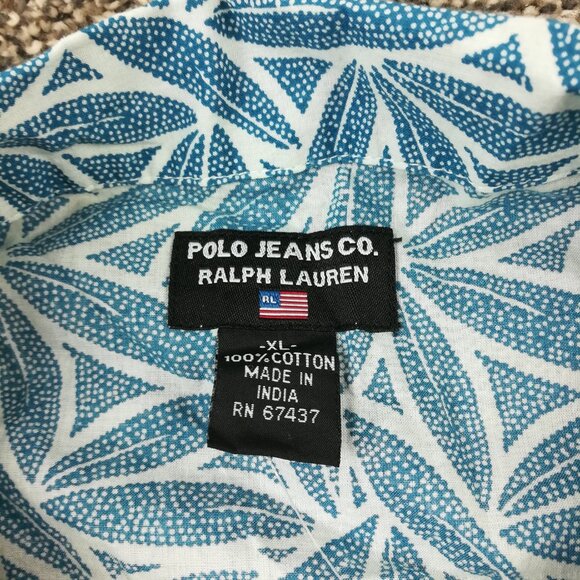 POLO JEANS CO.
RALPH LAUREN
RL
-XL-
100% COTTON
MADE IN
INDIA
RN 67437